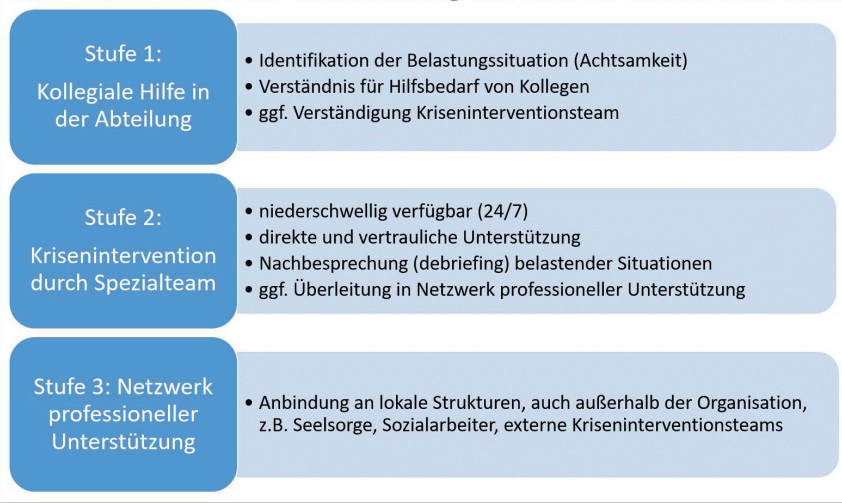 Stufe 1:
Kollegiale Hilfe in
der Abteilung
• Identifikation der Belastungssituation (Achtsamkeit)
• Verständnis für Hilfsbedarf von Kollegen
• ggf. Verständigung Kriseninterventionsteam
Stufe 2:
Krisenintervention
durch Spezialteam
• niederschwellig verfügbar (24/7)
• direkte und vertrauliche Unterstützung
• Nachbesprechung (debriefing) belastender Situationen
• ggf. Überleitung in Netzwerk professioneller Unterstützung
Stufe 3: Netzwerk
professioneller
Unterstützung
• Anbindung an lokale Strukturen, auch außerhalb der Organisation,
z.B. Seelsorge, Sozialarbeiter, externe Kriseninterventionsteams